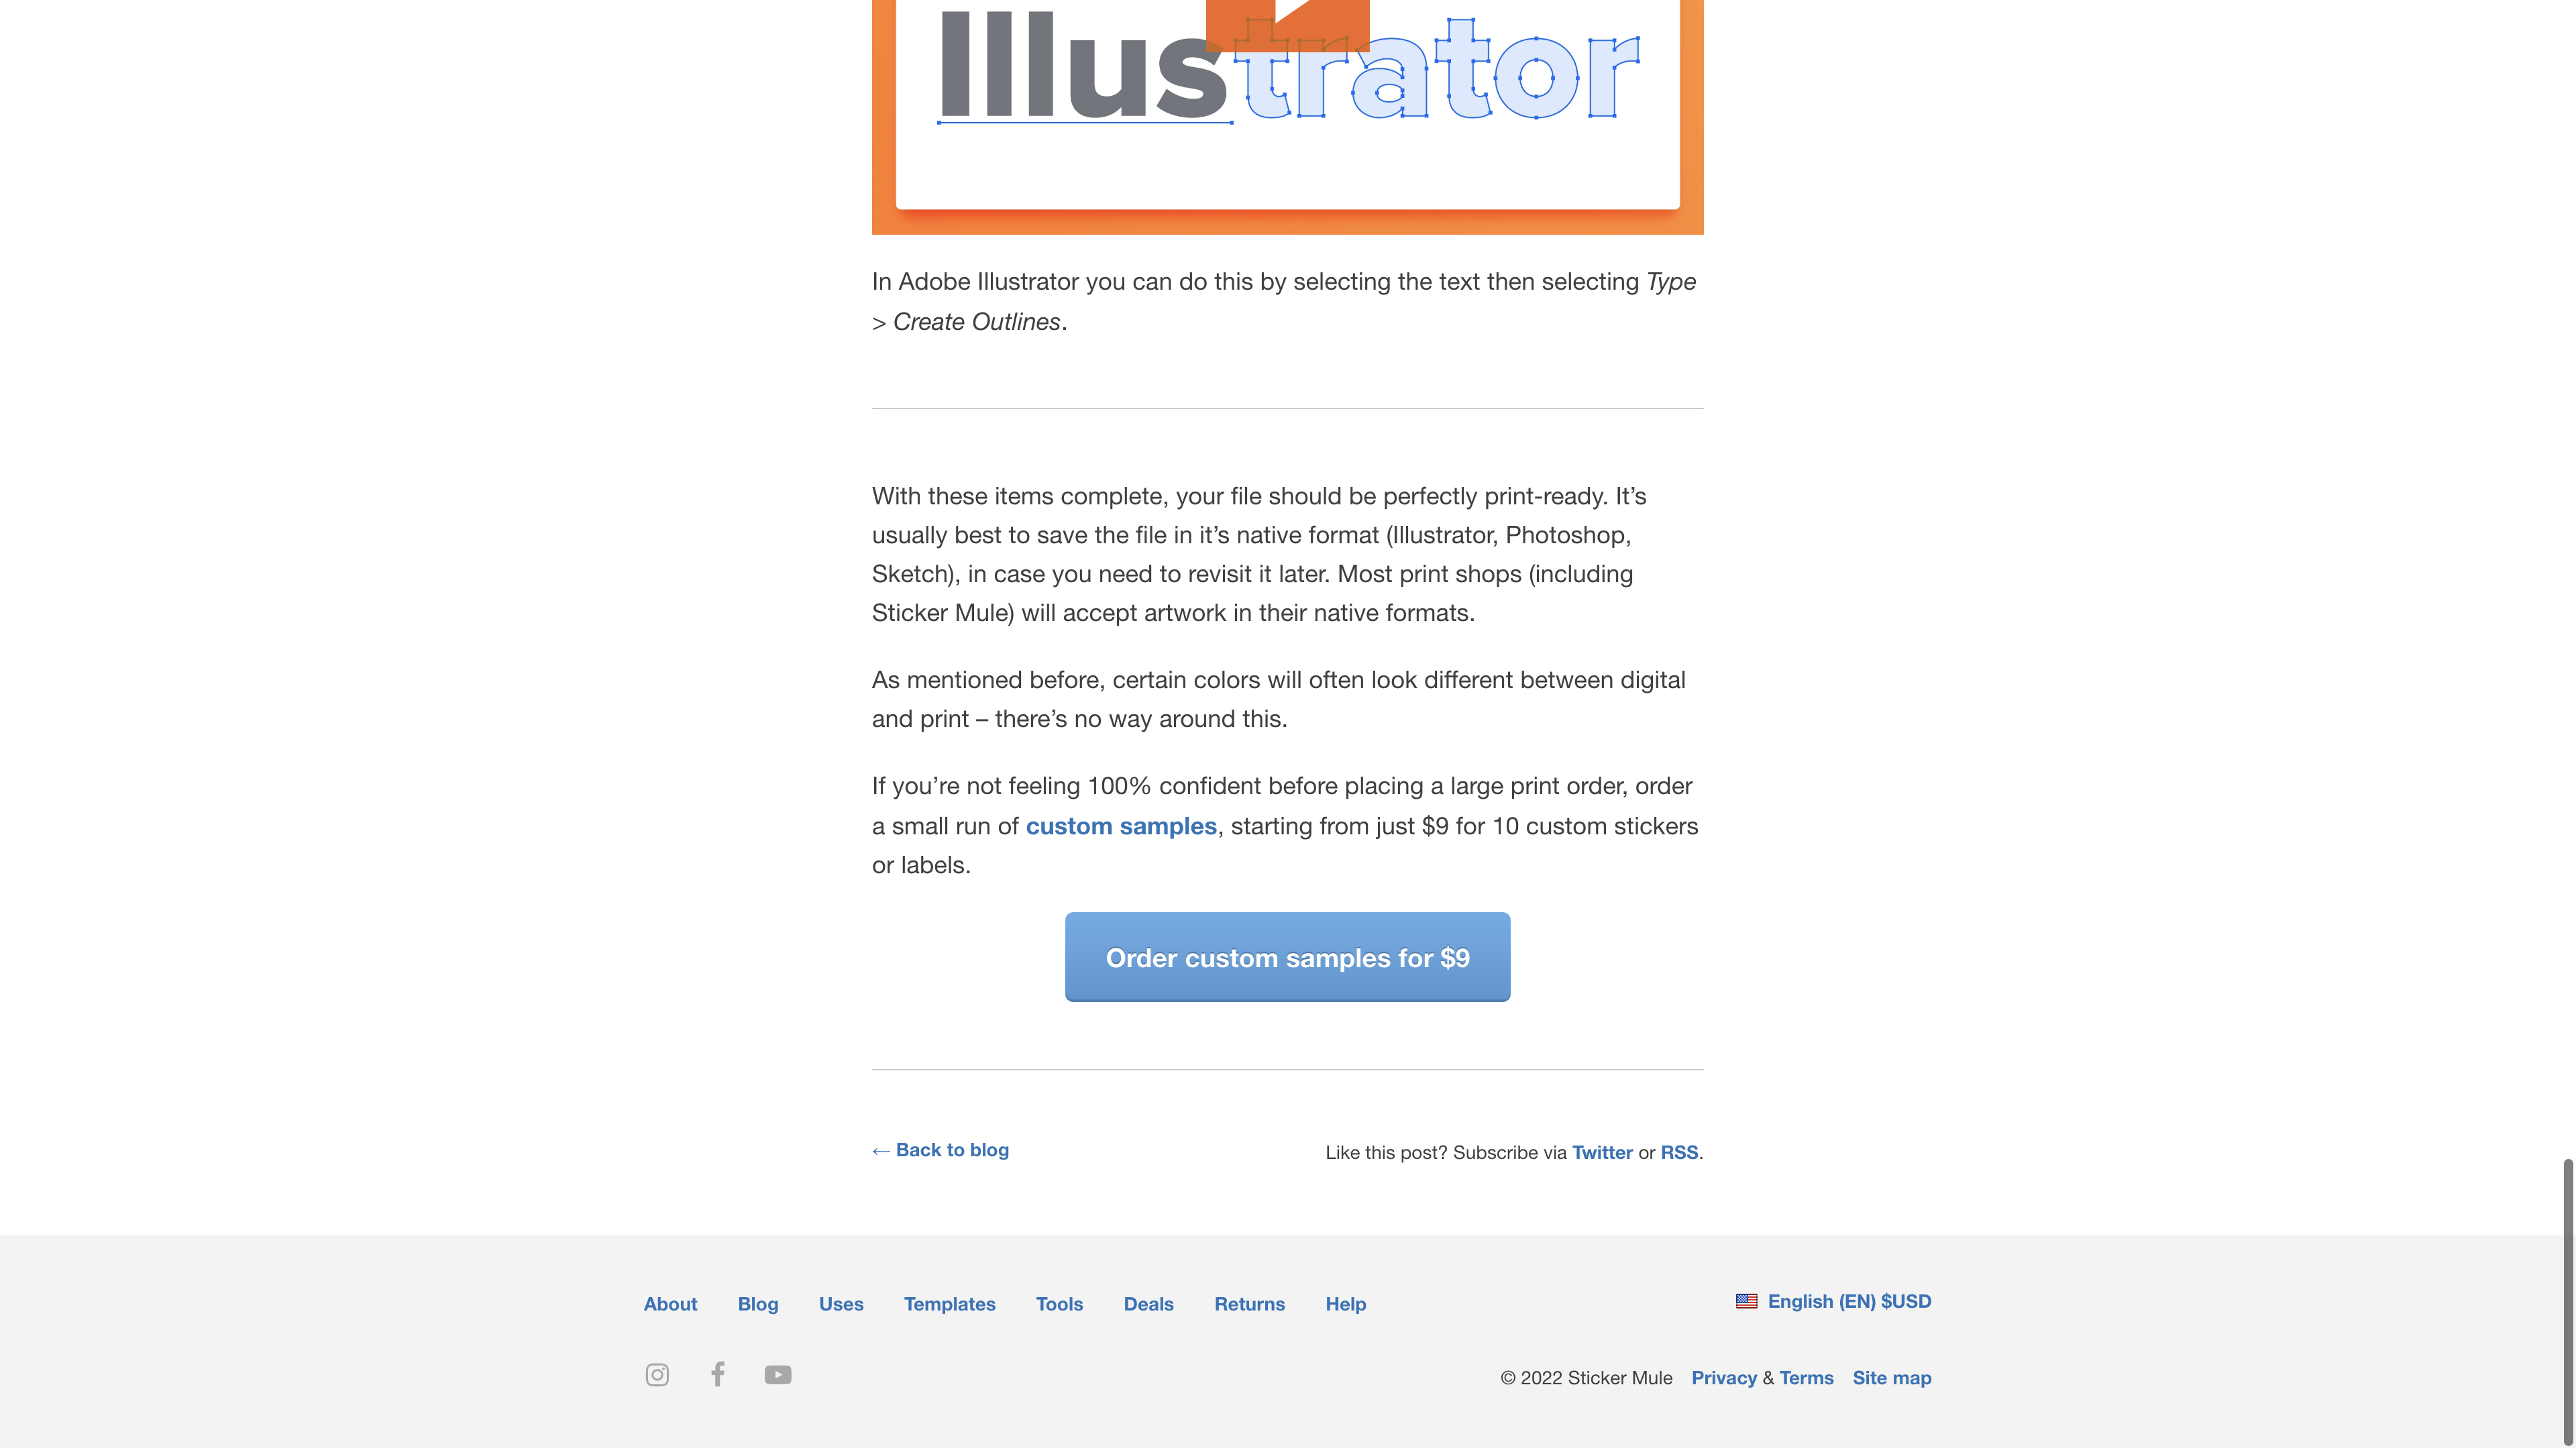 Illustrator
In Adobe Illustrator you can do this by selecting the text then selecting Type
> Create Outlines.
With these items complete, your file should be perfectly print-ready. It’s
usually best to save the file in it’s native format (Illustrator, Photoshop,
Sketch), in case you need to revisit it later. Most print shops (including
Sticker Mule) will accept artwork in their native formats.
As mentioned before, certain colors will often look different between digital
and print – there’s no way around this.
If you’re not feeling 100% confident before placing a large print order, order
a small run of custom samples, starting from just $9 for 10 custom stickers
or labels.
Order custom samples for $9
← Back to blog
Like this post? Subscribe via Twitter or RSS.
About Blog Uses Templates Tools Deals Returns Help
English (EN) $USD
© 2022 Sticker Mule Privacy & Terms Site map